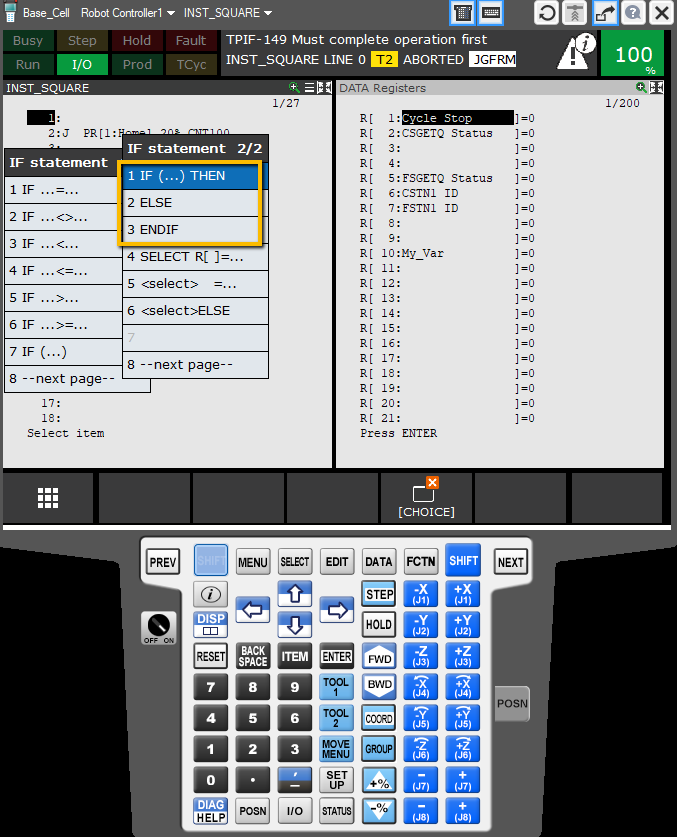 Base_Cell Robot Controller1 INST_SQUARE
Busy Step Hold Fault
Run I/O Prod TCyc
TPIF-149 Must complete operation first
INST_SQUARE LINE 0 T2 ABORTED JGFRM
100
%
INST_SQUARE
1/27
1:
2:J PR[1:Home] 20% CNT100
IF statement
1 IF ...=...
2 IF ...<>...
3 IF ...<...
4 IF ...<=...
5 IF ...>...
6 IF ...>=...
7 IF (...)
8 --next page--
IF statement 2/2
1 IF (...) THEN
2 ELSE
3 ENDIF
4 SELECT R[ ]=...
5 <select> =...
6 <select>ELSE
7
8 --next page--
17:
18:
Select item
DATA Registers
1/200
R[ 1:Cycle Stop ]=0
R[ 2:CSGETQ Status ]=0
R[ 3: ]=0
R[ 4: ]=0
R[ 5:FSGETQ Status ]=0
R[ 6:CSTN1 ID ]=0
R[ 7:FSTN1 ID ]=0
R[ 8: ]=0
R[ 9: ]=0
R[ 10:My_Var ]=0
R[ 11: ]=0
R[ 12: ]=0
R[ 13: ]=0
R[ 14: ]=0
R[ 15: ]=0
R[ 16: ]=0
R[ 17: ]=0
R[ 18: ]=0
R[ 19: ]=0
R[ 20: ]=0
R[ 21: ]=0
Press ENTER
[CHOICE]
PREV SHIFT MENU SELECT EDIT DATA FCTN SHIFT NEXT
i STEP -X (J1) +X (J1)
OFF ON DISP HOLD -Y (J2) +Y (J2)
RESET BACK SPACE ITEM ENTER FWD -Z (J3) +Z (J3)
7 8 9 TOOL 1 BWD -X (J4) +X (J4)
POSN
4 5 6 TOOL 2 COORD -Y (J5) +Y (J5)
1 2 3 MOVE MENU GROUP -Z (J6) +Z (J6)
0 . , − SET UP +% − (J7) + (J7)
DIAG HELP POSN I/O STATUS -% − (J8) + (J8)